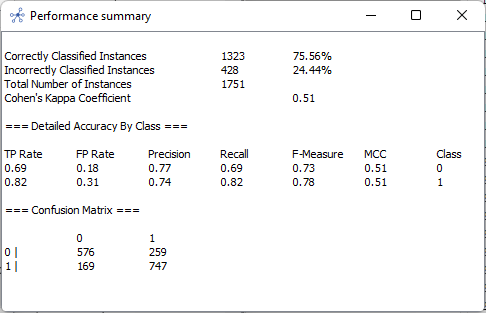 Performance summary
Correctly Classified Instances 1323 75.56%
Incorrectly Classified Instances 428 24.44%
Total Number of Instances 1751
Cohen's Kappa Coefficient 0.51
=== Detailed Accuracy By Class ===
TP Rate FP Rate Precision Recall F-Measure MCC Class
0.69 0.18 0.77 0.69 0.73 0.51 0
0.82 0.31 0.74 0.82 0.78 0.51 1
=== Confusion Matrix ===
0 1
0 | 576 259
1 | 169 747